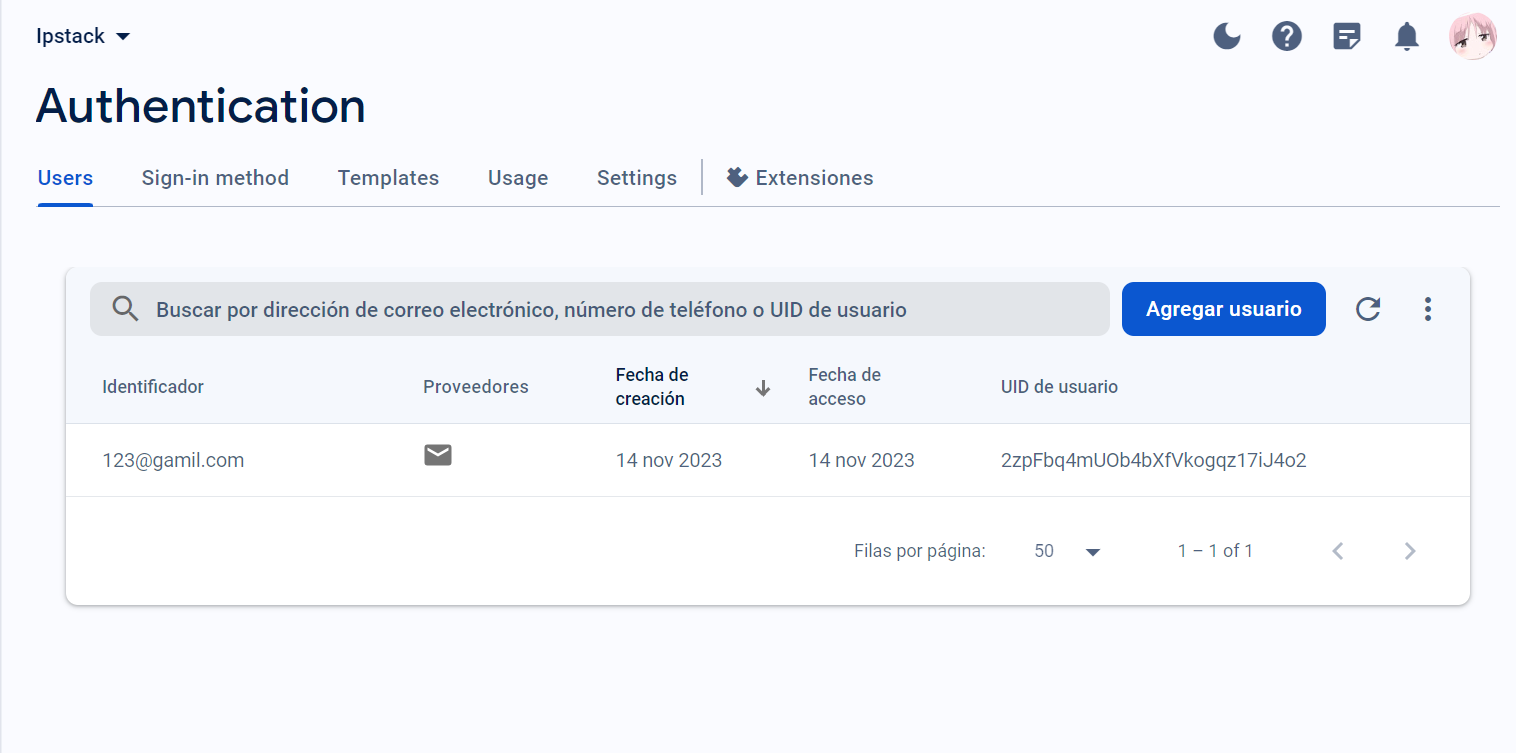 Ipstack
Authentication
Users Sign-in method Templates Usage Settings Extensiones
Buscar por dirección de correo electrónico, número de teléfono o UID de usuario Agregar usuario
Identificador Proveedores Fecha de creación Fecha de acceso UID de usuario
123@gamil.com 14 nov 2023 14 nov 2023 2zpFbq4mUOb4bXfVkogqz17iJ4o2
Filas por página: 50 1 – 1 of 1